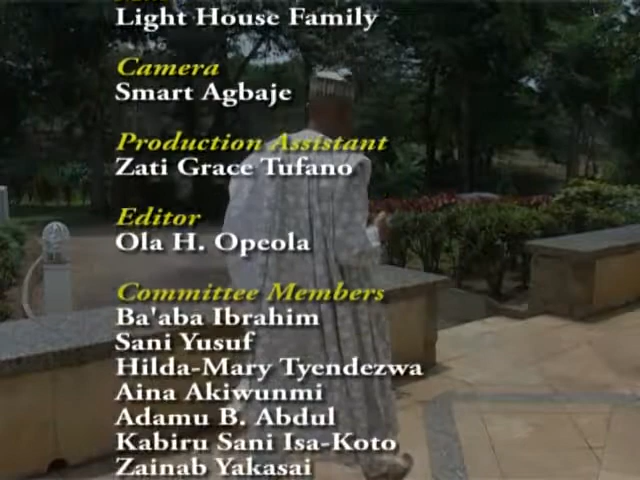 Light House Family
Camera
Smart Agbaje
Production Assistant
Zati Grace Tufano
Editor
Ola H. Opeola
Committee Members
Ba'aba Ibrahim
Sani Yusuf
Hilda-Mary Tyendezwa
Aina Akiwunmi
Adamu B. Abdul
Kabiru Sani Isa-Koto
Zainab Yakasai